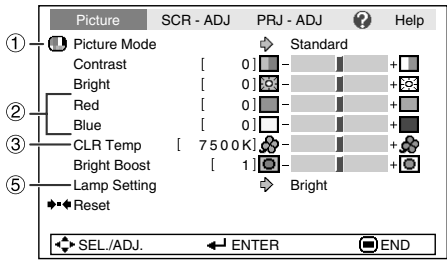 Picture SCR - ADJ PRJ - ADJ ? Help
① Picture Mode Standard
Contrast [ 0] - +
Bright [ 0] - +
② Red [ 0] - +
Blue [ 0] - +
③ CLR Temp [ 7500K] - +
Bright Boost [ 1] - +
⑤ Lamp Setting Bright
Reset
SEL./ADJ. ENTER END